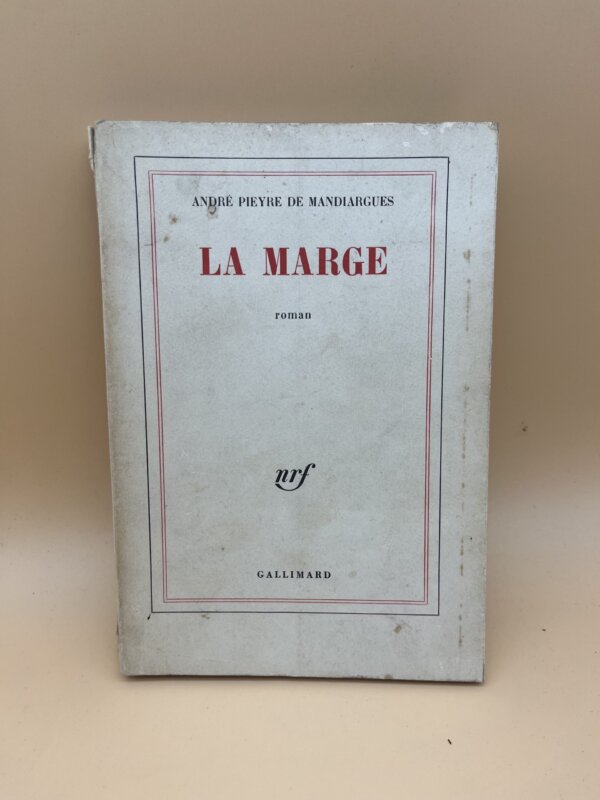 ANDRÉ PIEYRE DE MANDIARGUES
LA MARGE
roman
nrf
GALLIMARD